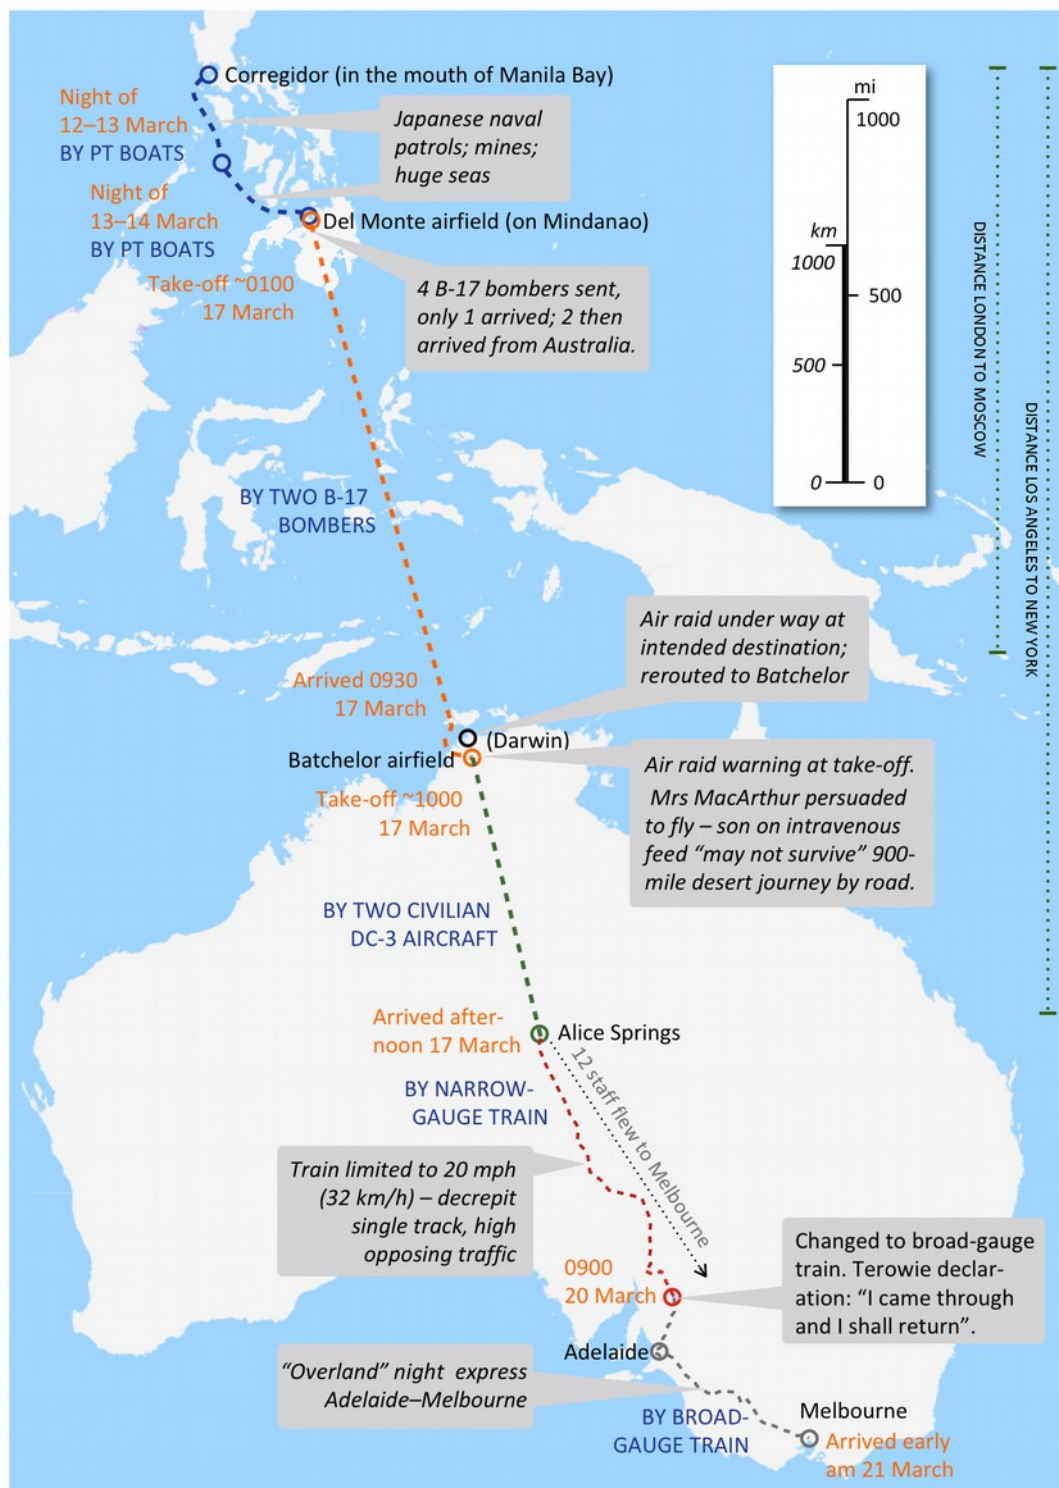 Corregidor (in the mouth of Manila Bay)
Night of
12–13 March
BY PT BOATS
Japanese naval
patrols; mines;
huge seas
Night of
13–14 March
BY PT BOATS
Del Monte airfield (on Mindanao)
Take-off ~0100
17 March
4 B-17 bombers sent,
only 1 arrived; 2 then
arrived from Australia.
mi
1000
km
1000
500
500
0
0
DISTANCE LONDON TO MOSCOW
DISTANCE LOS ANGELES TO NEW YORK
BY TWO B-17
BOMBERS
Air raid under way at
intended destination;
rerouted to Batchelor
Arrived 0930
17 March
(Darwin)
Batchelor airfield
Take-off ~1000
17 March
Air raid warning at take-off.
Mrs MacArthur persuaded
to fly – son on intravenous
feed “may not survive” 900-
mile desert journey by road.
BY TWO CIVILIAN
DC-3 AIRCRAFT
Arrived after-
noon 17 March
Alice Springs
12 staff flew to Melbourne
BY NARROW-
GAUGE TRAIN
Train limited to 20 mph
(32 km/h) – decrepit
single track, high
opposing traffic
0900
20 March
Changed to broad-gauge
train. Terowie declar-
ation: “I came through
and I shall return”.
Adelaide
“Overland” night express
Adelaide–Melbourne
BY BROAD-
GAUGE TRAIN
Melbourne
Arrived early
am 21 March